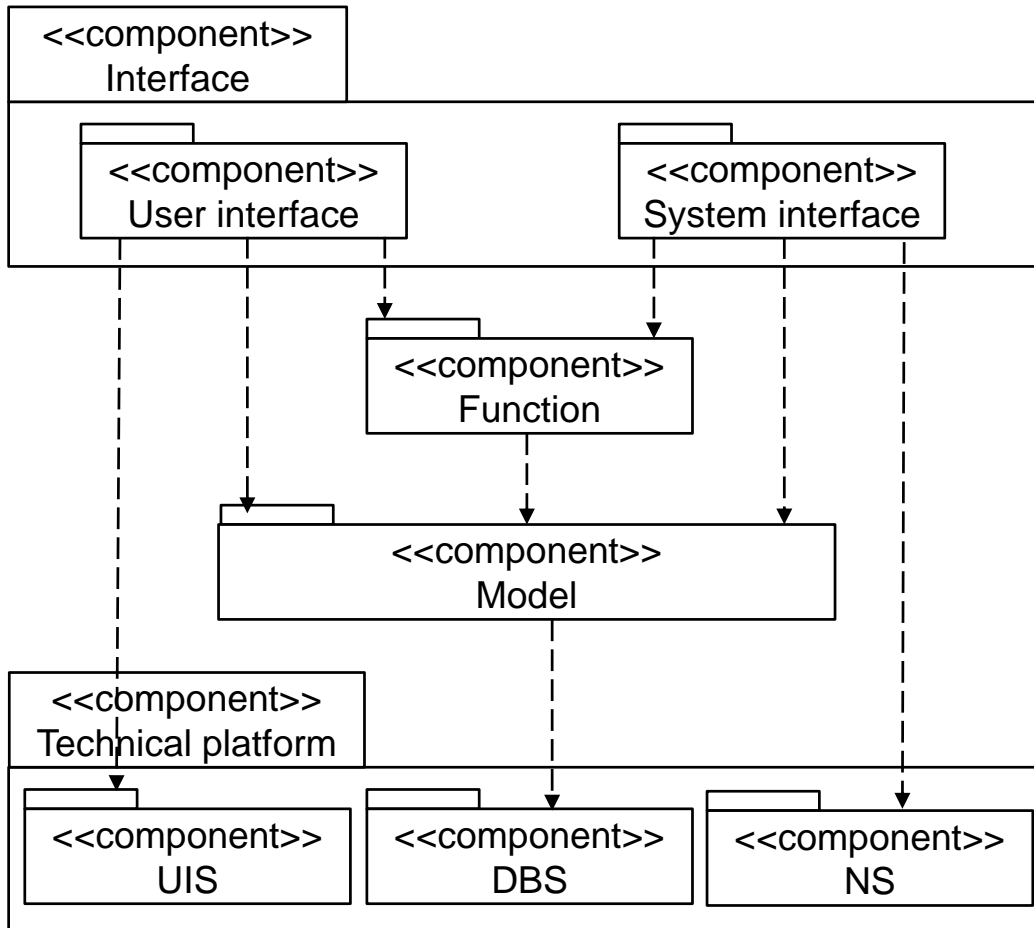 <<component>>
Interface
<<component>>
User interface
<<component>>
System interface
<<component>>
Function
<<component>>
Model
<<component>>
Technical platform
<<component>>
UIS
<<component>>
DBS
<<component>>
NS